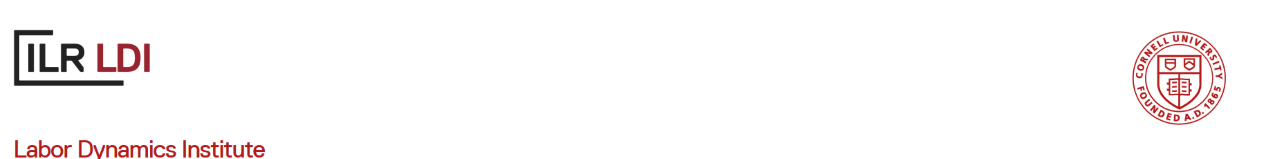 ILR LDI
CORNELL UNIVERSITY
FOUNDED A.D. 1865
Labor Dynamics Institute